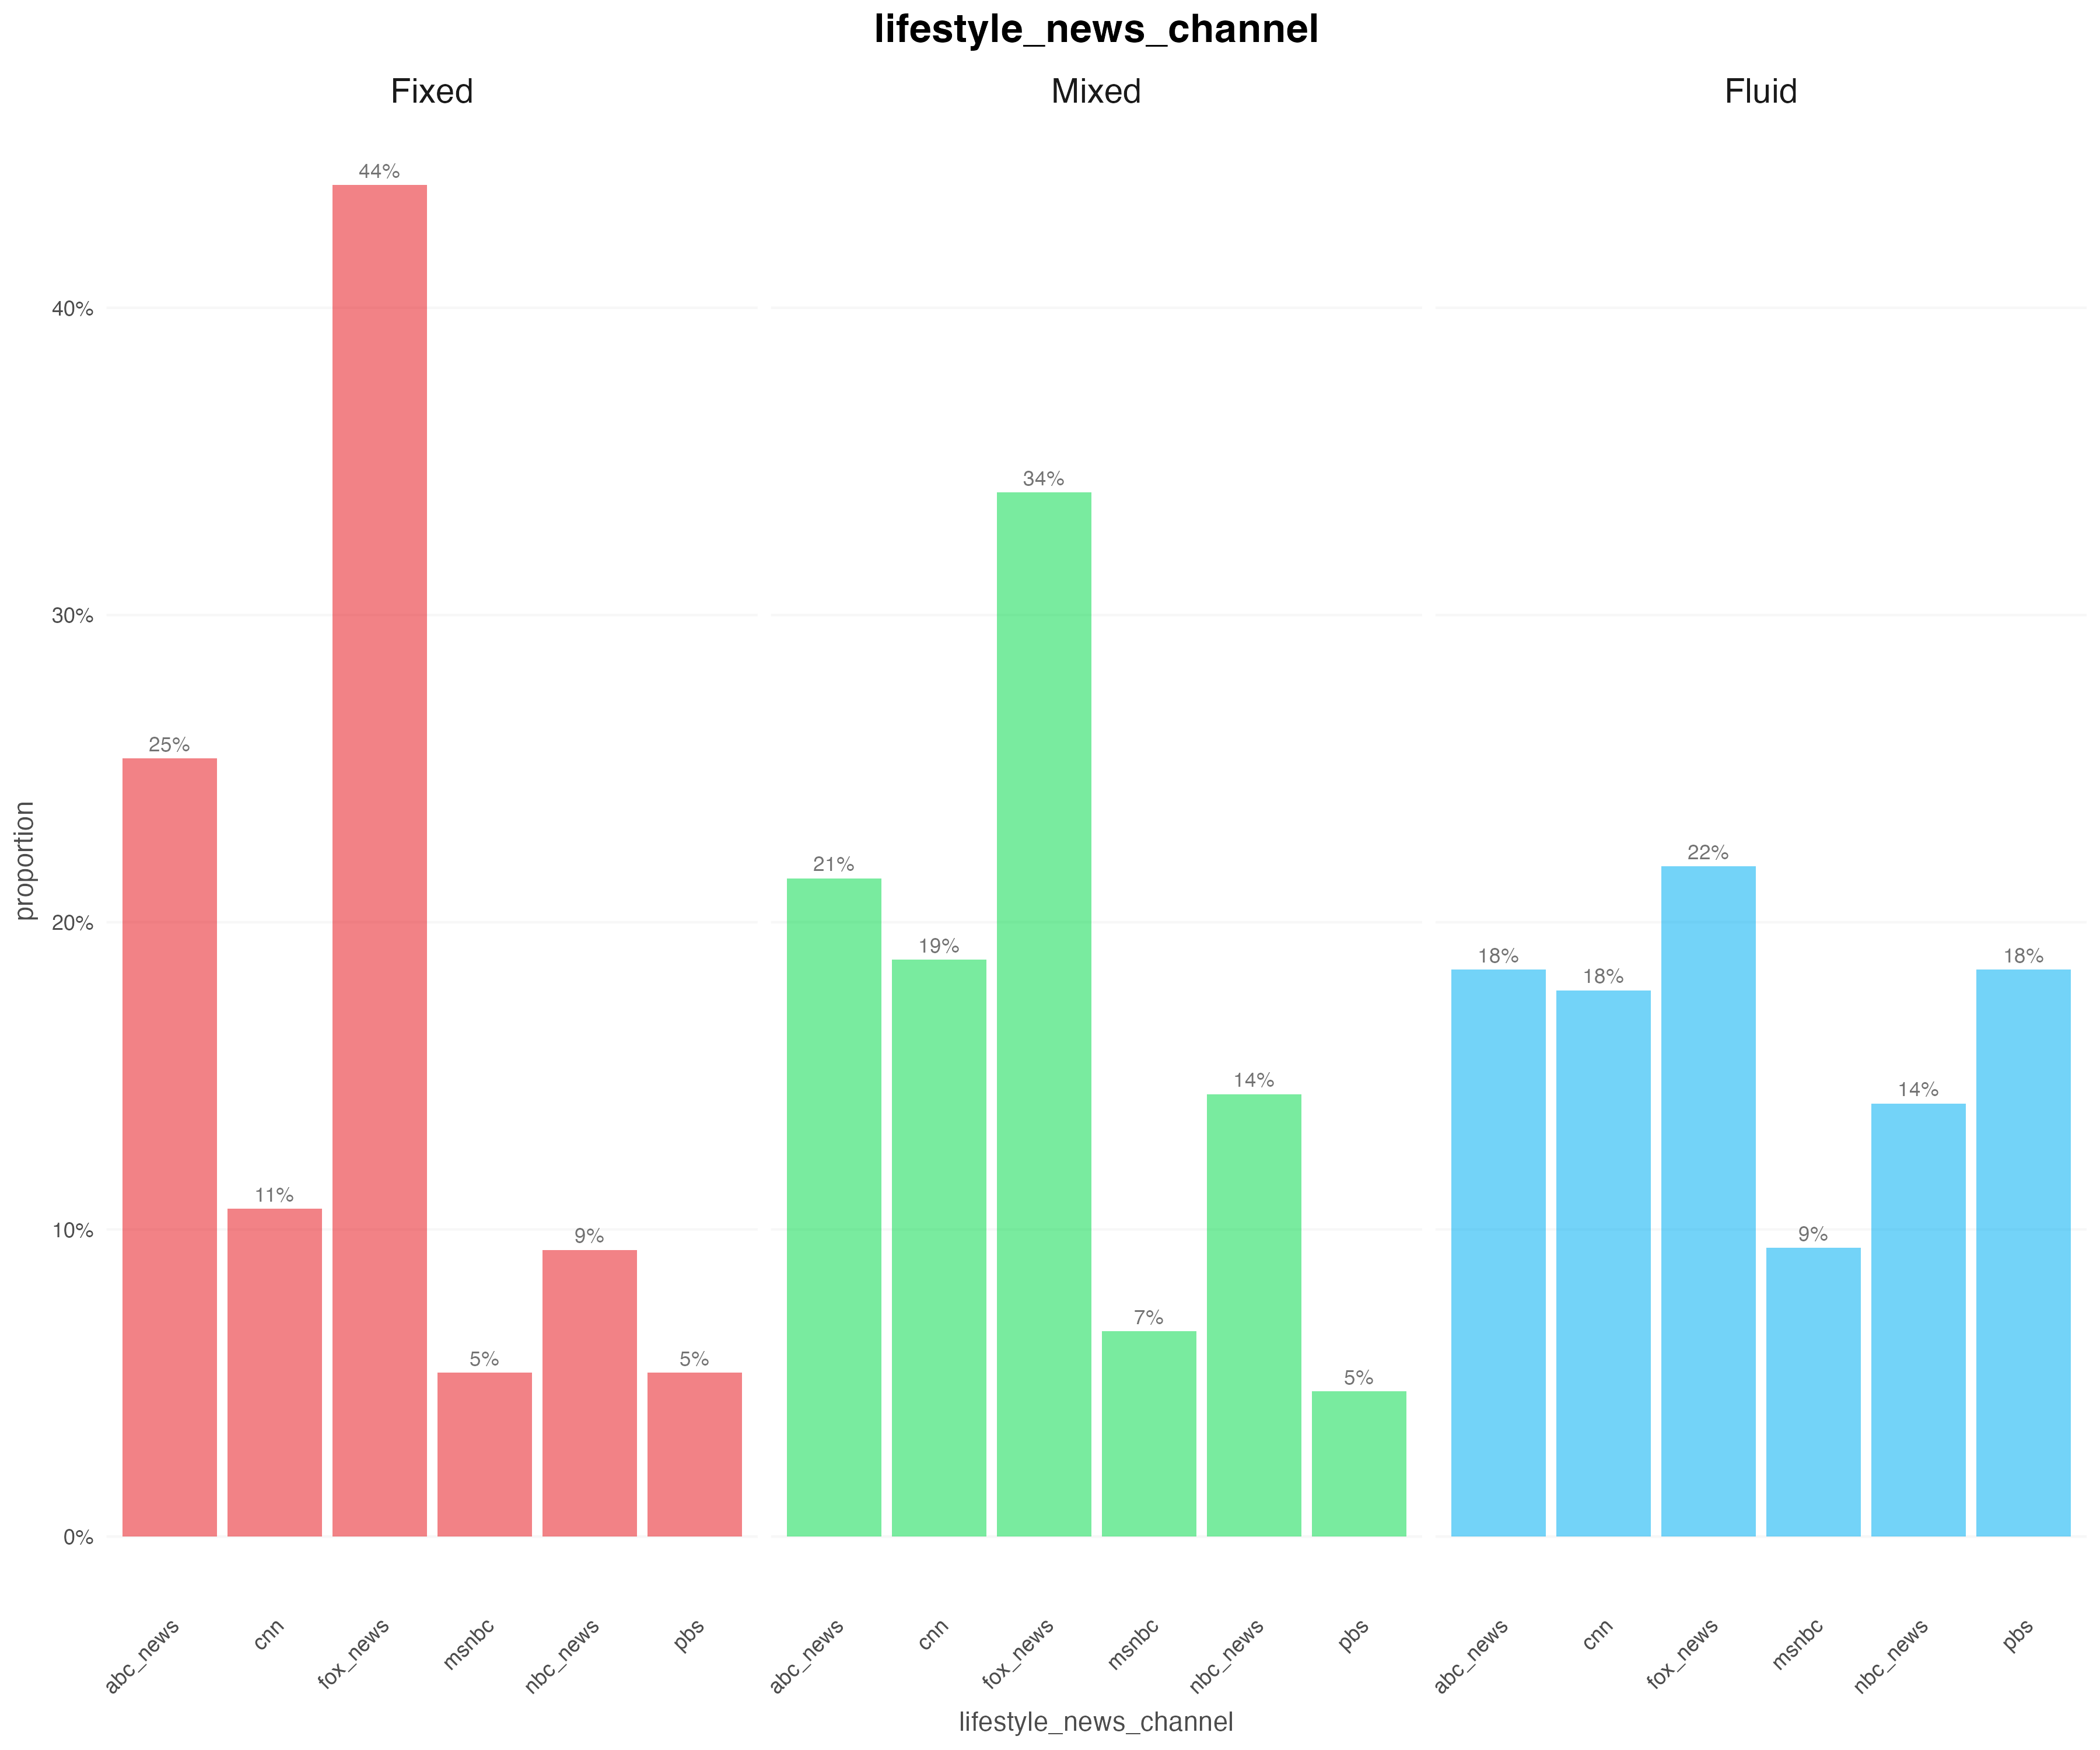 lifestyle_news_channel
Fixed
Mixed
Fluid
44%
40%
34%
30%
25%
22%
21%
20%
19%
18%
18%
18%
14%
14%
11%
10%
9%
9%
7%
5%
5%
5%
0%
proportion
abc_news
cnn
fox_news
msnbc
nbc_news
pbs
abc_news
cnn
fox_news
msnbc
nbc_news
pbs
abc_news
cnn
fox_news
msnbc
nbc_news
pbs
lifestyle_news_channel